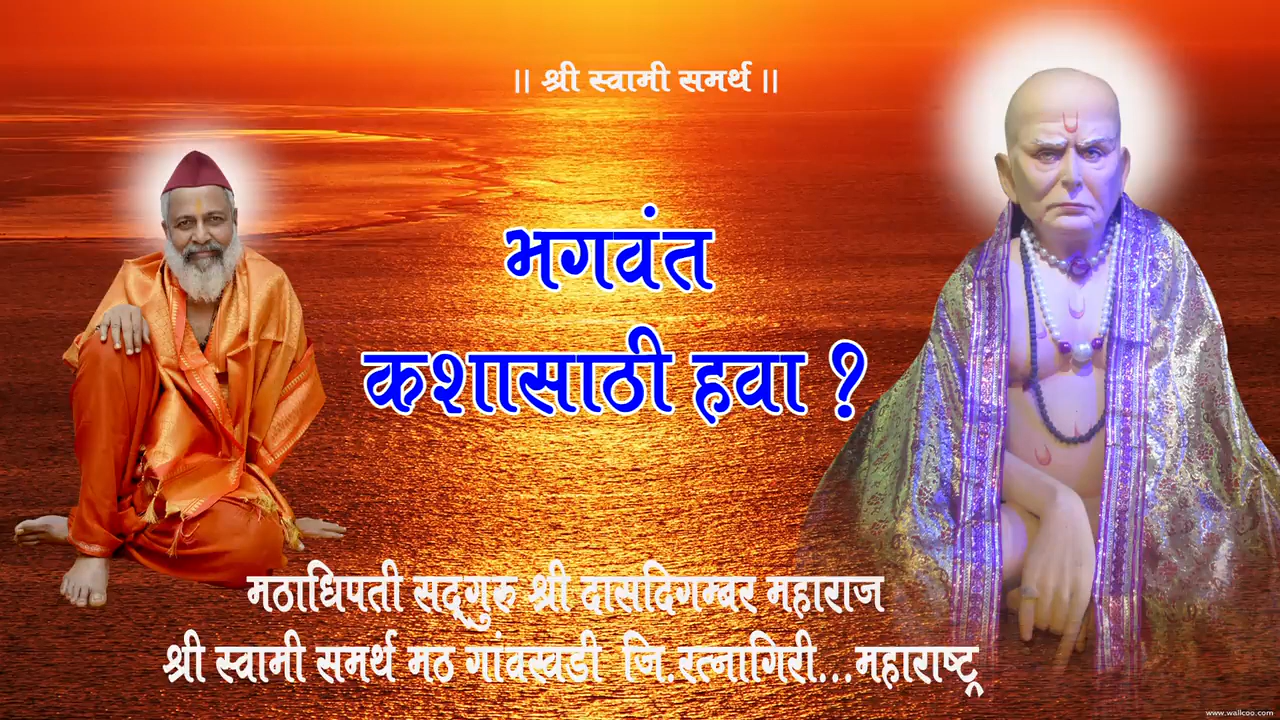 || श्री स्वामी समर्थ ||
भगवंत
कशासाठी हवा ?
मठाधिपती सद्गुरु श्री दासदिगम्बर महाराज
श्री स्वामी समर्थ मठ गांवखडी जि.रत्नागिरी...महाराष्ट्र
www.wallcoo.com